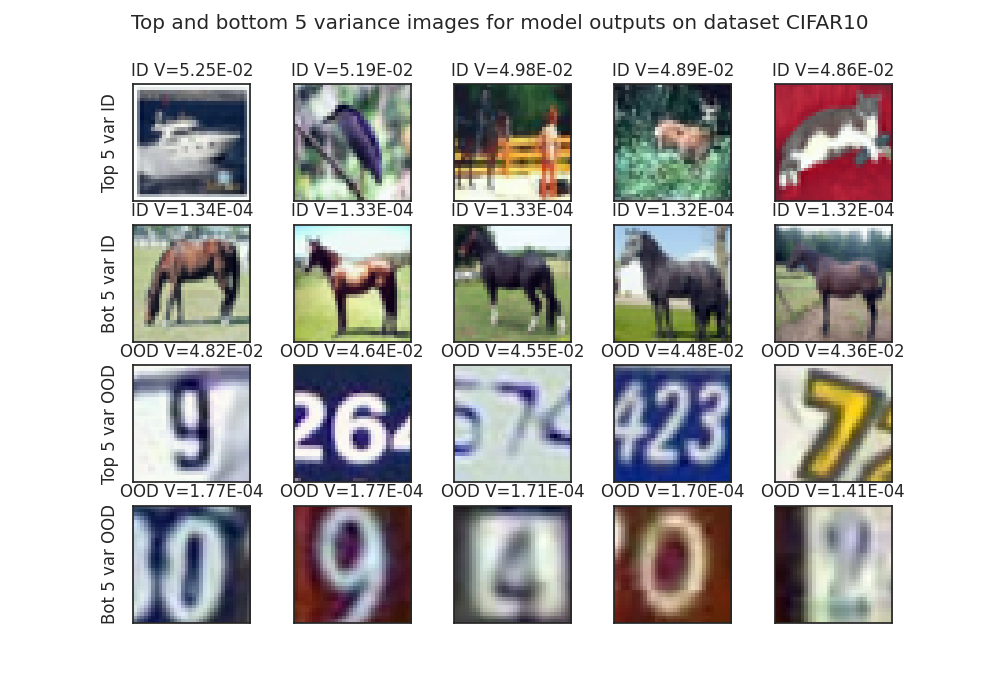 Top and bottom 5 variance images for model outputs on dataset CIFAR10
ID V=5.25E-02 ID V=5.19E-02 ID V=4.98E-02 ID V=4.89E-02 ID V=4.86E-02
Top 5 var ID
ID V=1.34E-04 ID V=1.33E-04 ID V=1.33E-04 ID V=1.32E-04 ID V=1.32E-04
Bot 5 var ID
OOD V=4.82E-02 OOD V=4.64E-02 OOD V=4.55E-02 OOD V=4.48E-02 OOD V=4.36E-02
Top 5 var OOD
9 264 574 423 7
OOD V=1.77E-04 OOD V=1.77E-04 OOD V=1.71E-04 OOD V=1.70E-04 OOD V=1.41E-04
Bot 5 var OOD
0 9 4 0